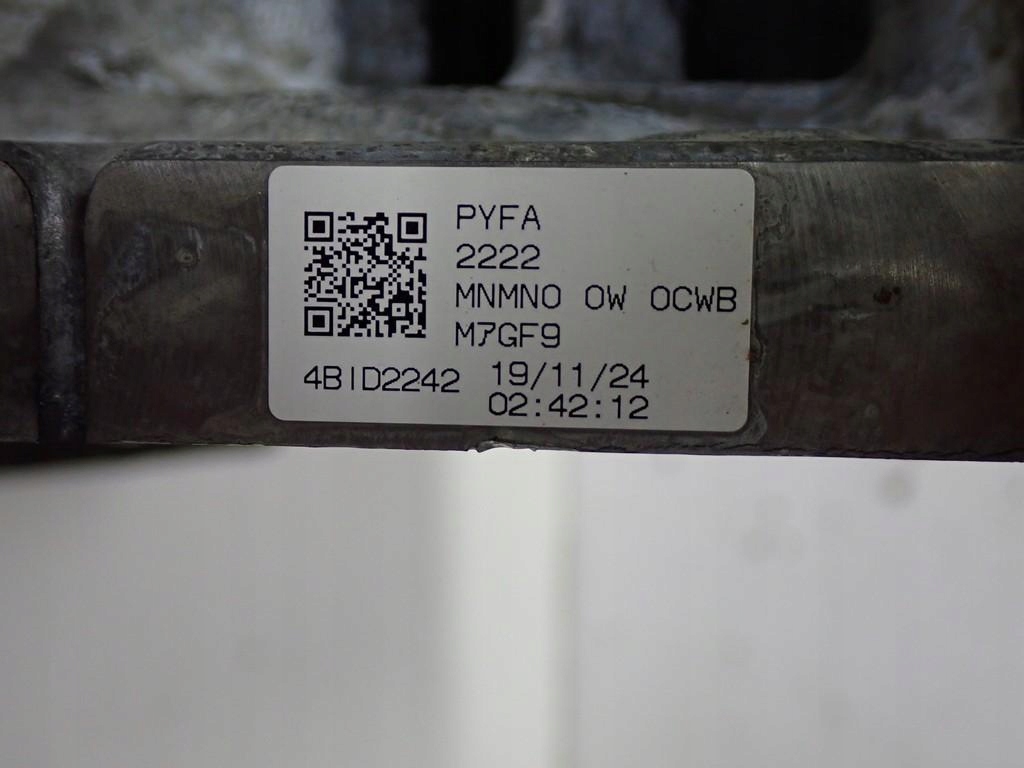 PYFA
2222
MNMNO OW OCWB
M7GF9
4BID2242 19/11/24
02:42:12